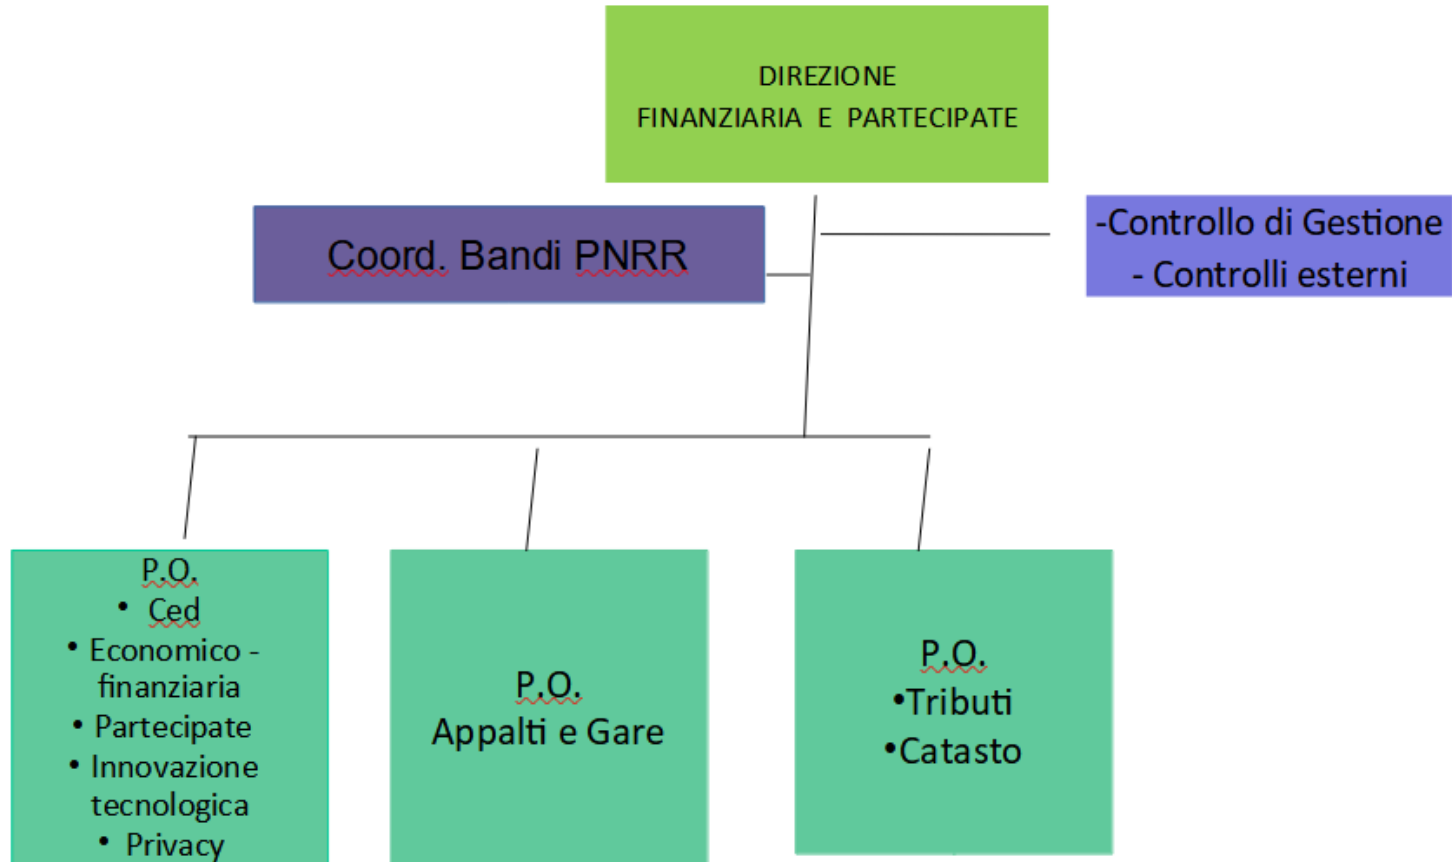 DIREZIONE
FINANZIARIA E PARTECIPATE
Coord. Bandi PNRR
-Controllo di Gestione
- Controlli esterni
P.O.
• Ced
• Economico -
finanziaria
• Partecipate
• Innovazione
tecnologica
• Privacy
P.O.
Appalti e Gare
P.O.
•Tributi
•Catasto